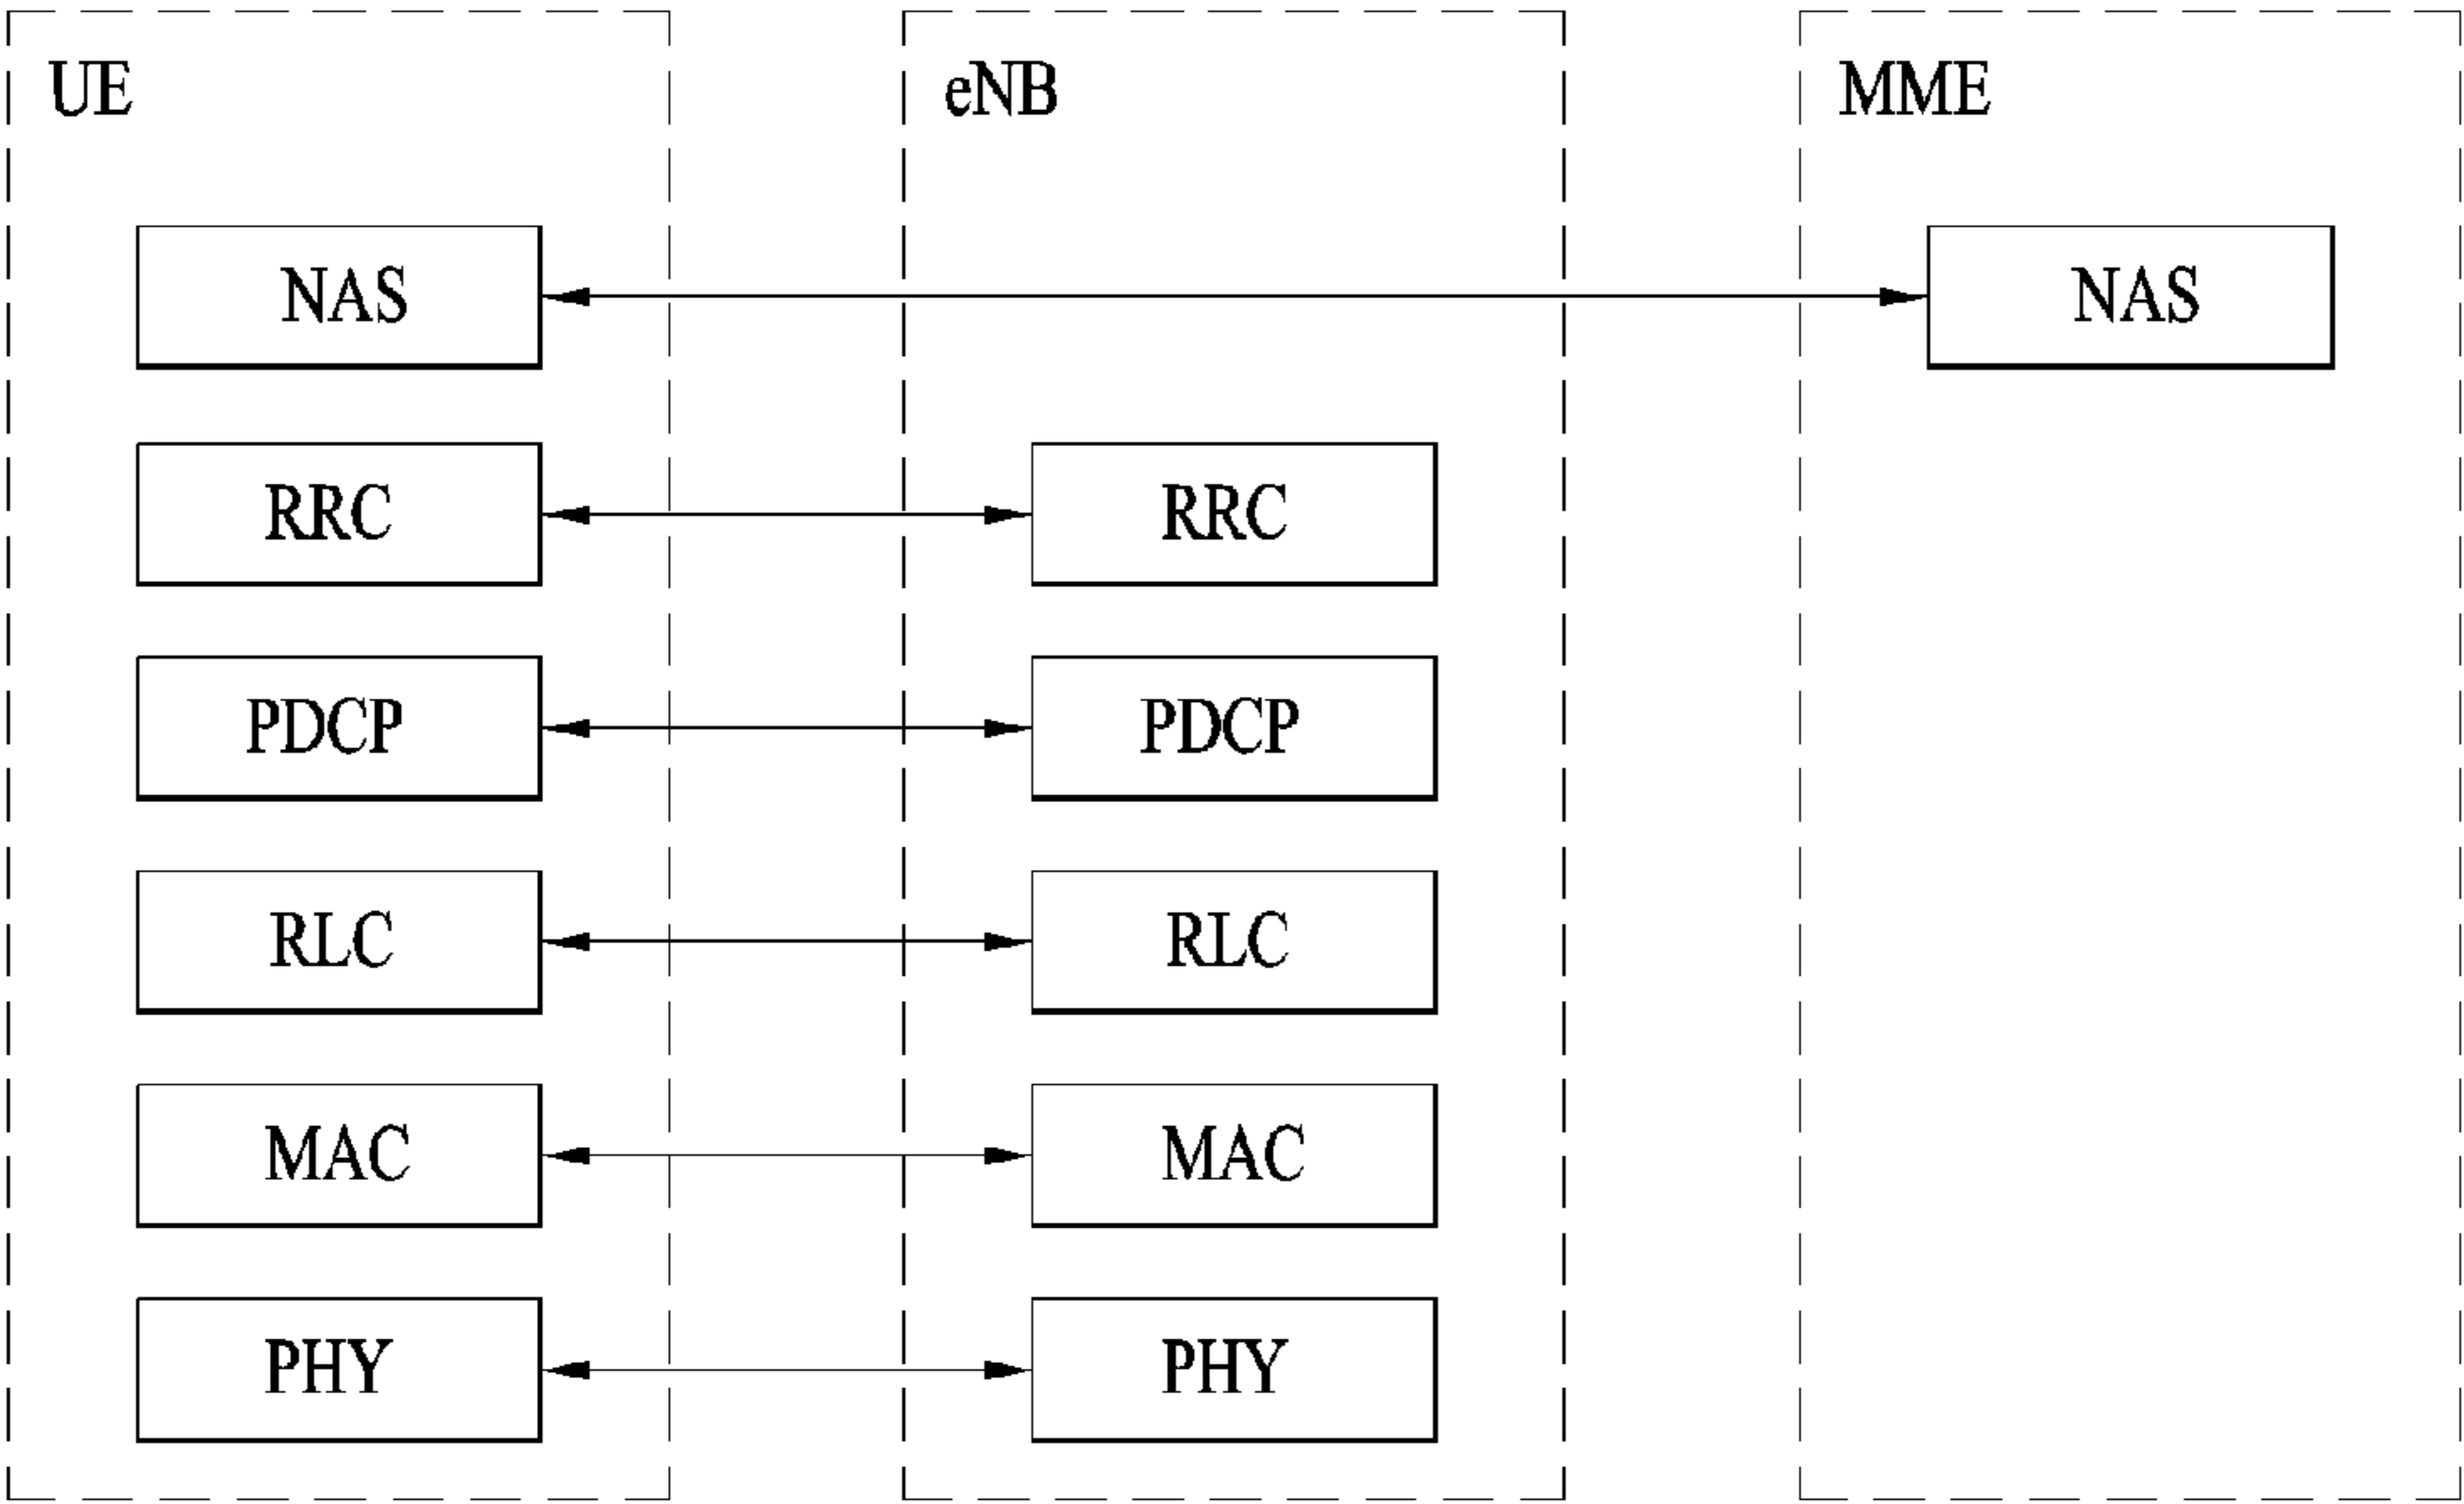 UE eNB MME
NAS NAS
RRC RRC
PDCP PDCP
RLC RLC
MAC MAC
PHY PHY